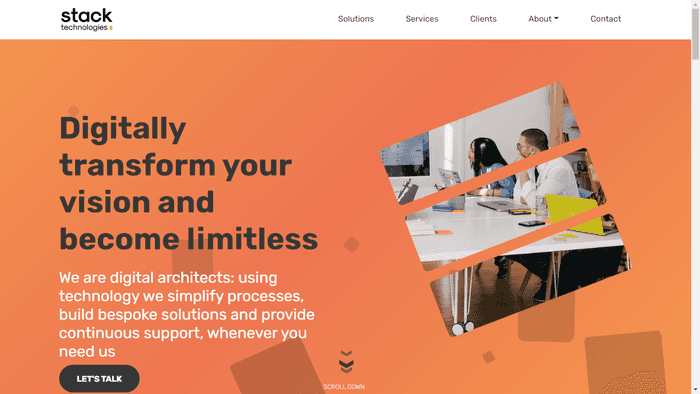 stack
technologies
Solutions Services Clients About Contact
Digitally
transform your
vision and
become limitless
We are digital architects: using
technology we simplify processes,
build bespoke solutions and provide
continuous support, whenever you
need us
LET'S TALK
SCROLL DOWN